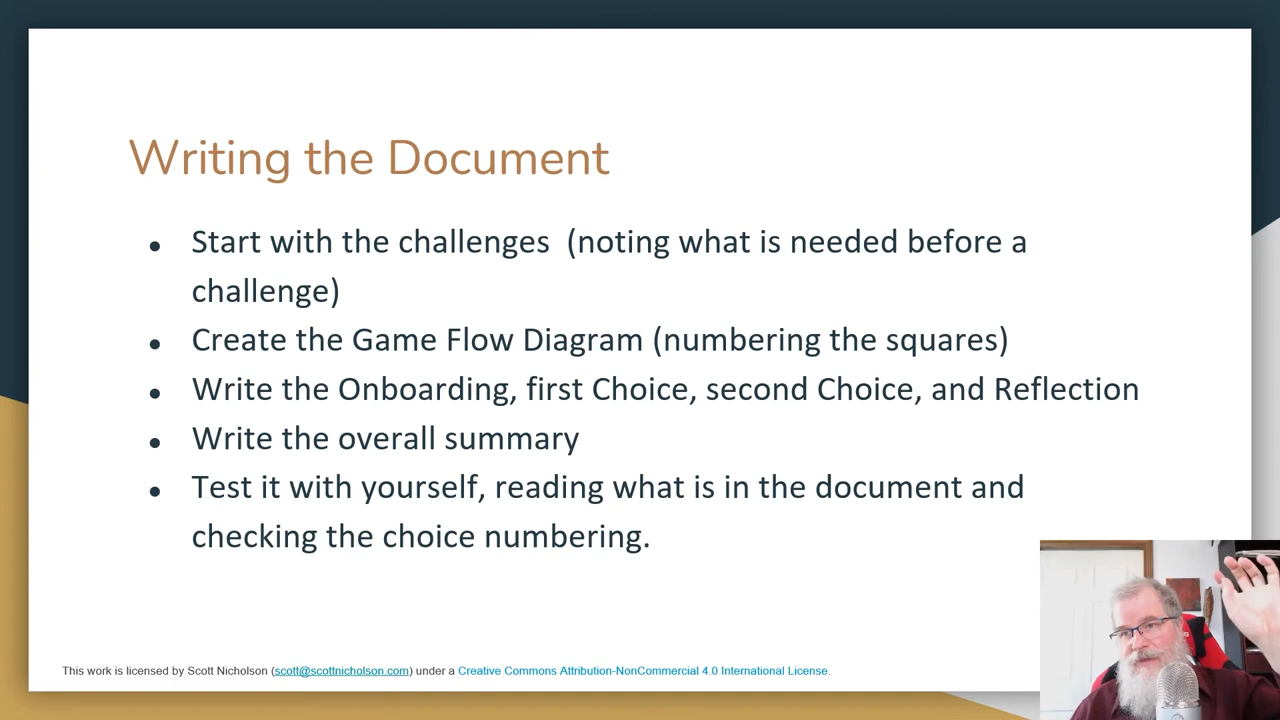 Writing the Document
● Start with the challenges  (noting what is needed before a
challenge)
● Create the Game Flow Diagram (numbering the squares)
● Write the Onboarding, first Choice, second Choice, and Reflection
● Write the overall summary
● Test it with yourself, reading what is in the document and
checking the choice numbering.
This work is licensed by Scott Nicholson (scott@scottnicholson.com) under a Creative Commons Attribution-NonCommercial 4.0 International License.